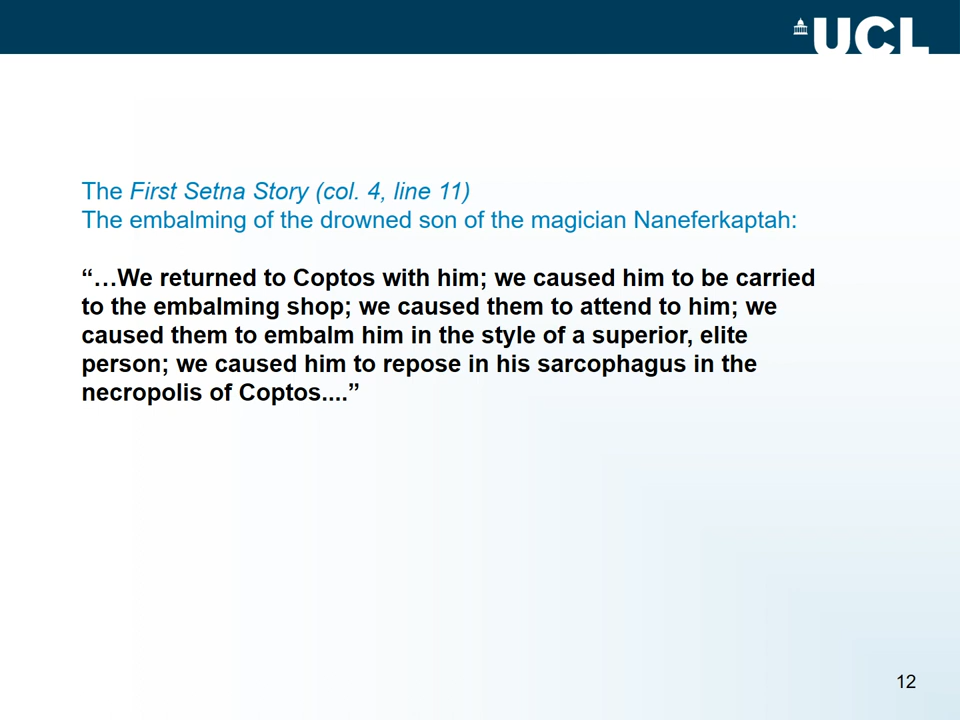 UCL
The First Setna Story (col. 4, line 11)
The embalming of the drowned son of the magician Naneferkaptah:
“…We returned to Coptos with him; we caused him to be carried
to the embalming shop; we caused them to attend to him; we
caused them to embalm him in the style of a superior, elite
person; we caused him to repose in his sarcophagus in the
necropolis of Coptos....”
12